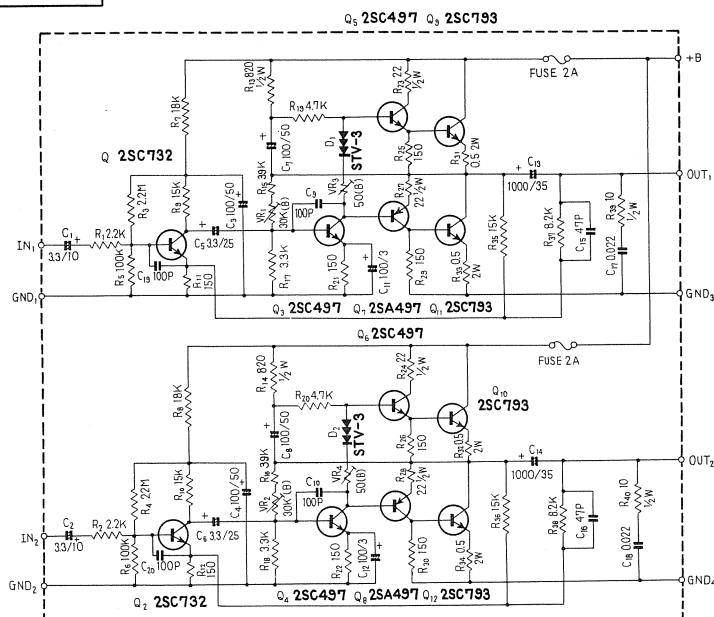 Q₅ 2SC497 Q₉ 2SC793
+B
FUSE 2A
R₁₃ 820 ½W
R₂₃ 22 ½W
R₇ 18K
R₁₉ 4.7K
D₁
STV-3
C₇ 100/50
R₂₅ 150
R₃₁ 0.5 2W
Q 2SC732
C₁₃
1000/35
OUT₁
R₃ 2.2M
R₉ 15K
C₃ 100/50
R₁₅ 39K
VR₁ 30K(B)
C₉
100P
VR₃
50(B)
R₂₇
22 ½W
R₃₅ 15K
R₃₇ 8.2K
C₁₅ 47P
R₃₉ 10 ½W
IN₁
C₁
3.3/10
R₁ 2.2K
R₅ 100K
C₁₉
100P
C₅ 3.3/25
R₁₁ 150
R₁₇ 3.3K
R₂₁ 150
C₁₁ 100/3
R₂₉ 150
R₃₃ 0.5 2W
C₁₇ 0.022
GND₁
GND₃
Q₃ 2SC497 Q₇ 2SA497 Q₁₁ 2SC793
Q₆ 2SC497
FUSE 2A
R₁₄ 820 ½W
R₂₄ 22 ½W
R₈ 18K
R₂₀ 4.7K
Q₁₀
2SC793
D₂
STV-3
C₈ 100/50
R₂₆ 150
R₃₂ 0.5 2W
C₁₄
1000/35
OUT₂
R₄ 22M
R₁₀ 15K
C₄ 100/50
R₁₆ 39K
VR₂ 30K(B)
C₁₀
100P
VR₄
50(B)
R₂₈
22 ½W
R₃₆ 15K
R₃₈ 8.2K
C₁₆ 47P
R₄₀ 10 ½W
IN₂
C₂
3.3/10
R₂ 2.2K
R₆ 100K
C₂₀
100P
C₆ 3.3/25
R₁₂ 150
R₁₈ 3.3K
R₂₂ 150
C₁₂ 100/3
R₃₀ 150
R₃₄ 0.5 2W
C₁₈ 0.022
GND₂
GND₄
Q₂ 2SC732
Q₄ 2SC497 Q₈ 2SA497 Q₁₂ 2SC793